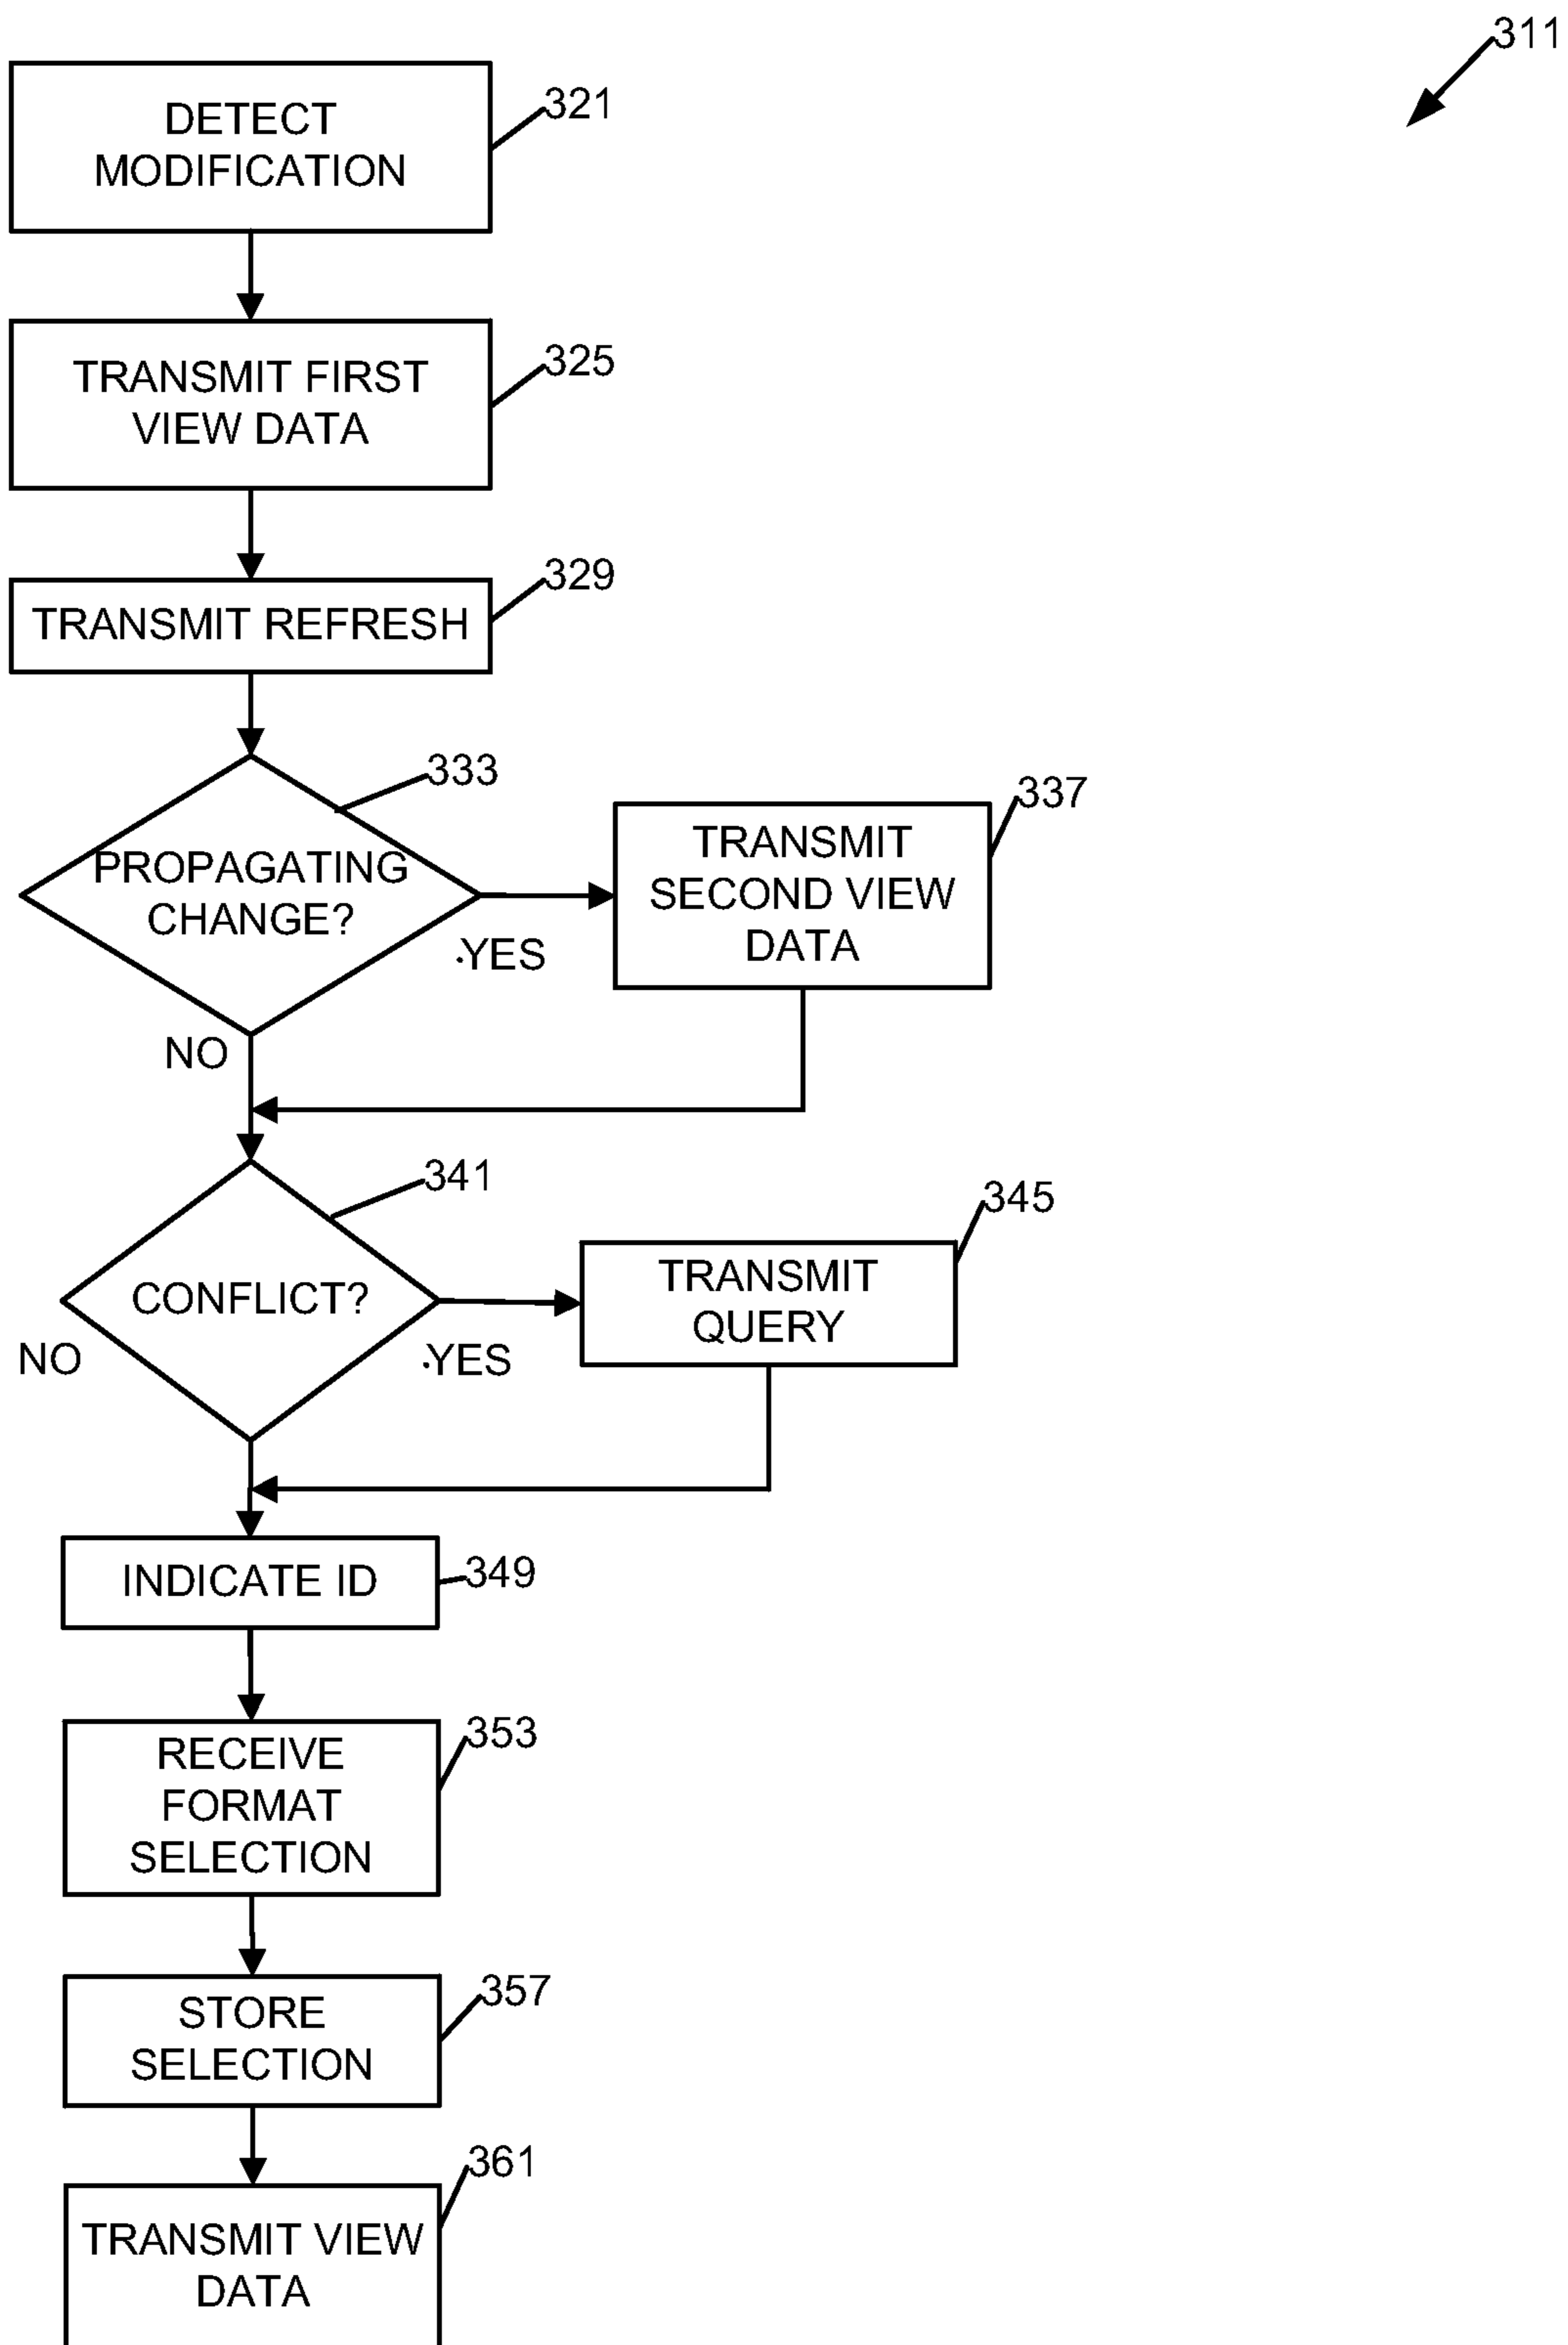 311
DETECT
MODIFICATION
321
TRANSMIT FIRST
VIEW DATA
325
TRANSMIT REFRESH
329
PROPAGATING
CHANGE?
333
YES
NO
TRANSMIT
SECOND VIEW
DATA
337
CONFLICT?
341
NO
YES
TRANSMIT
QUERY
345
INDICATE ID
349
RECEIVE
FORMAT
SELECTION
353
STORE
SELECTION
357
TRANSMIT VIEW
DATA
361